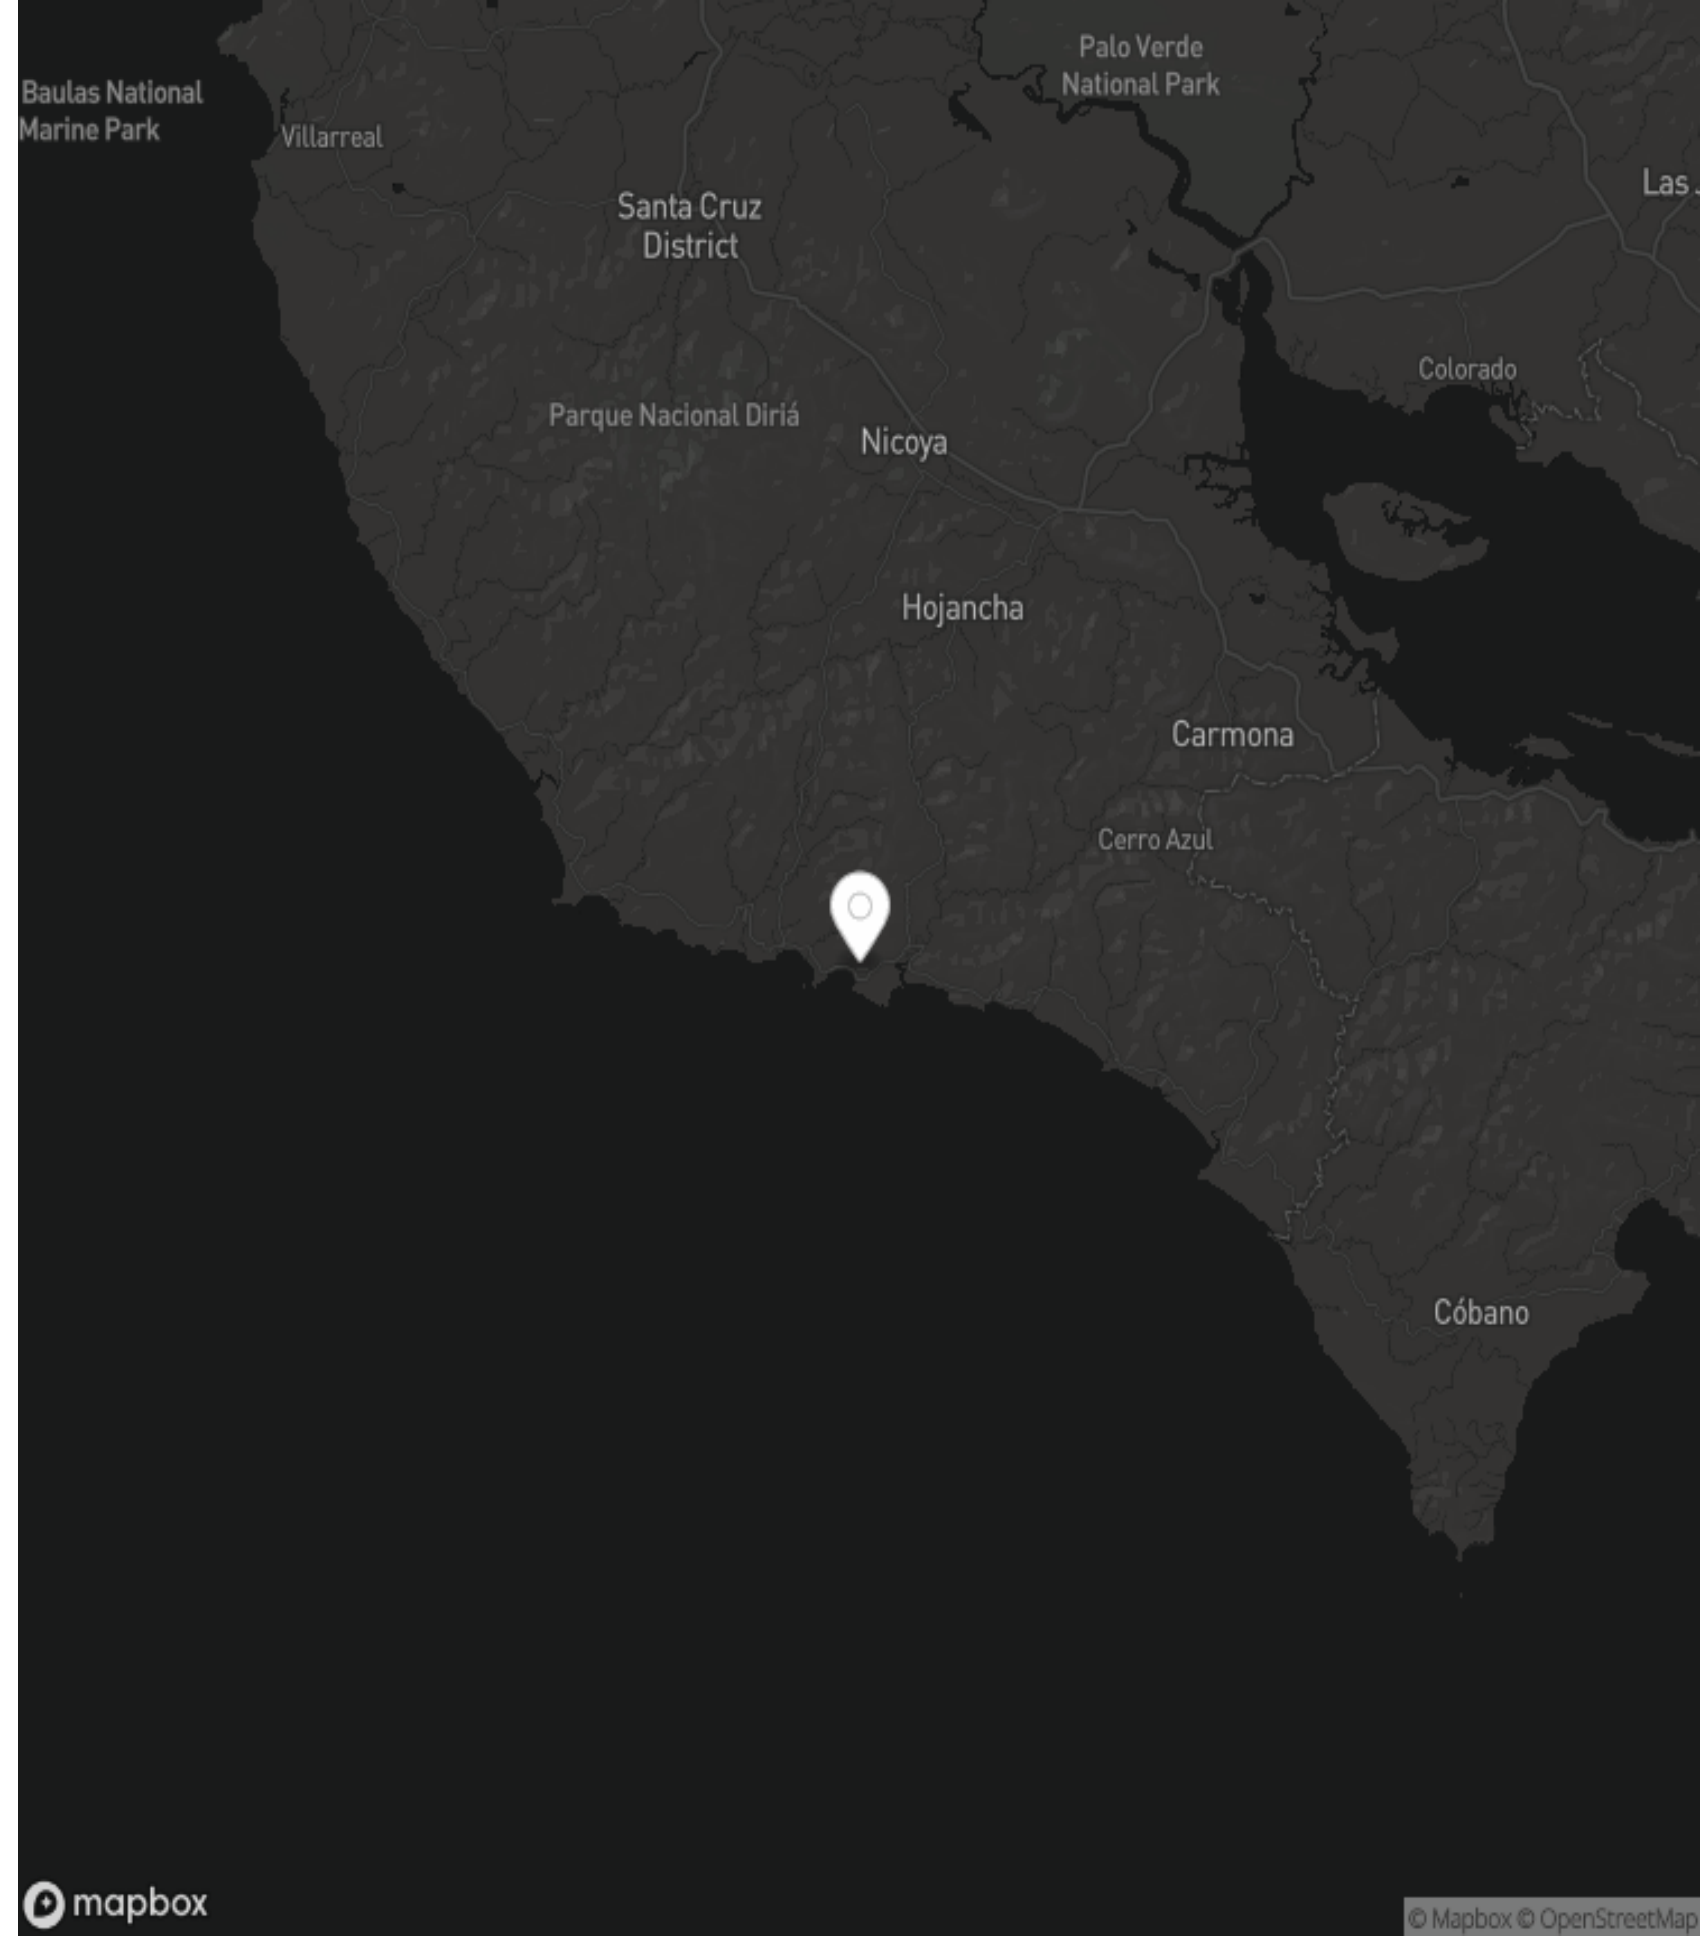 Palo Verde
National Park
Baulas National
Marine Park
Villarreal
Las
Santa Cruz
District
Colorado
Parque Nacional Diriá
Nicoya
Hojancha
Carmona
Cerro Azul
Cóbano
mapbox
© Mapbox © OpenStreetMap